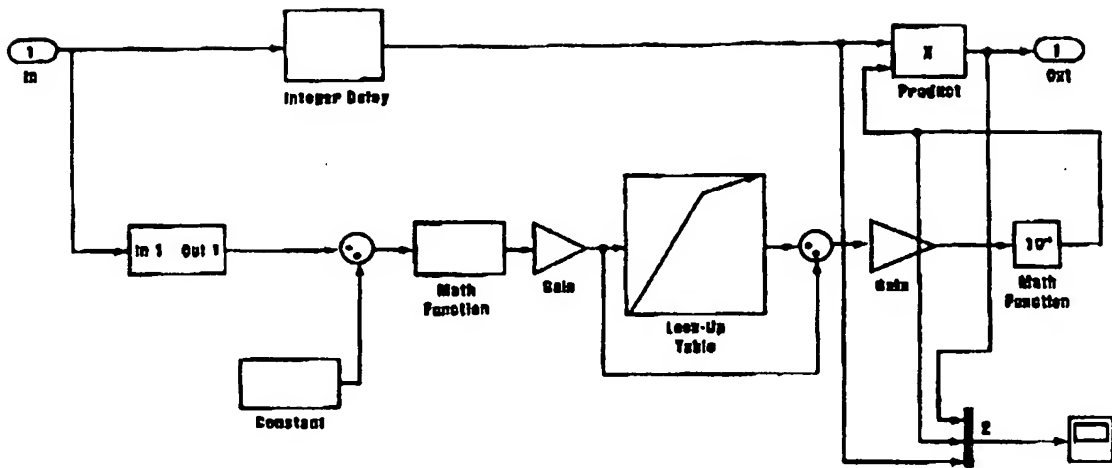 1
In
Integer Delay
X
Product
1
Out
In 1 Out 1
Math
Function
Gain
Look-Up
Table
Gain
10ᵘ
Math
Function
Constant
2